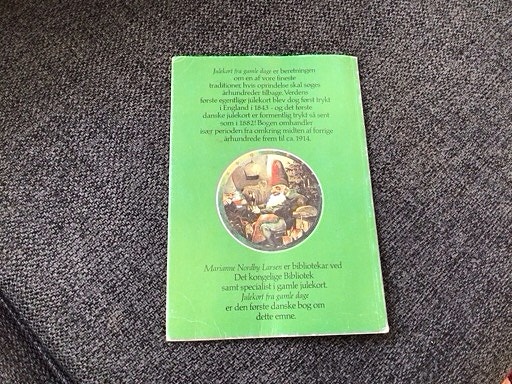 Julekort fra gamle dage er beretningen
om en af vore fineste
traditioner, hvis oprindelse skal søges
århundreder tilbage. Verdens
første egentlige julekort blev dog først trykt
i England i 1843 - og det første
danske julekort er formentlig trykt så sent
som i 1882! Bogen omhandler
især perioden fra omkring midten af forrige
århundrede frem til ca. 1914.
Marianne Nordby Larsen er bibliotekar ved
Det kongelige Bibliotek
samt specialist i gamle julekort.
Julekort fra gamle dage
er den første danske bog om
dette emne.